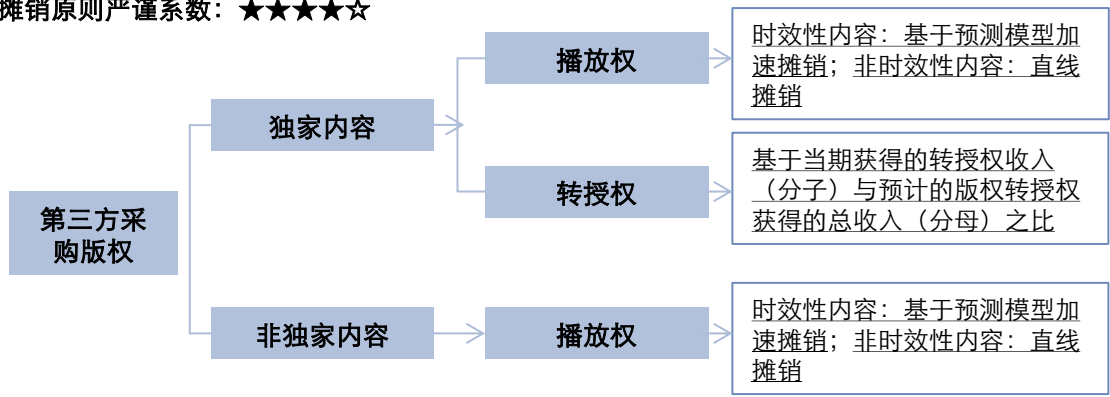 摊销原则严谨系数：★★★★☆
播放权
时效性内容：基于预测模型加
速摊销；非时效性内容：直线
摊销
独家内容
转授权
基于当期获得的转授权收入
（分子）与预计的版权转授权
获得的总收入（分母）之比
第三方采
购版权
非独家内容
播放权
时效性内容：基于预测模型加
速摊销；非时效性内容：直线
摊销